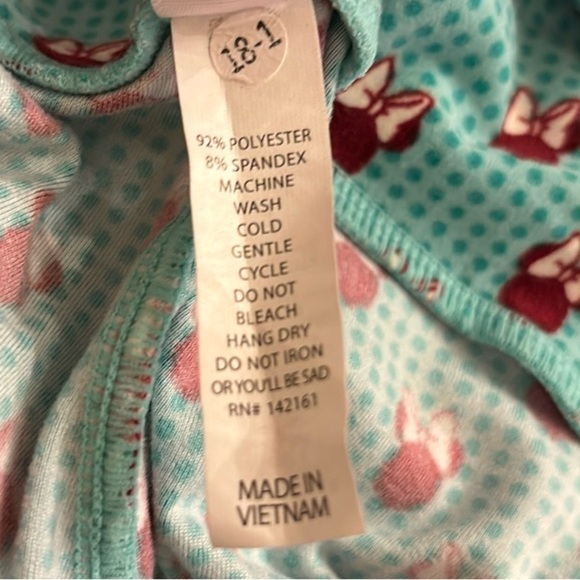 18-1
92% POLYESTER
8% SPANDEX
MACHINE
WASH
COLD
GENTLE
CYCLE
DO NOT
BLEACH
HANG DRY
DO NOT IRON
OR YOU'LL BE SAD
RN# 142161
MADE IN
VIETNAM